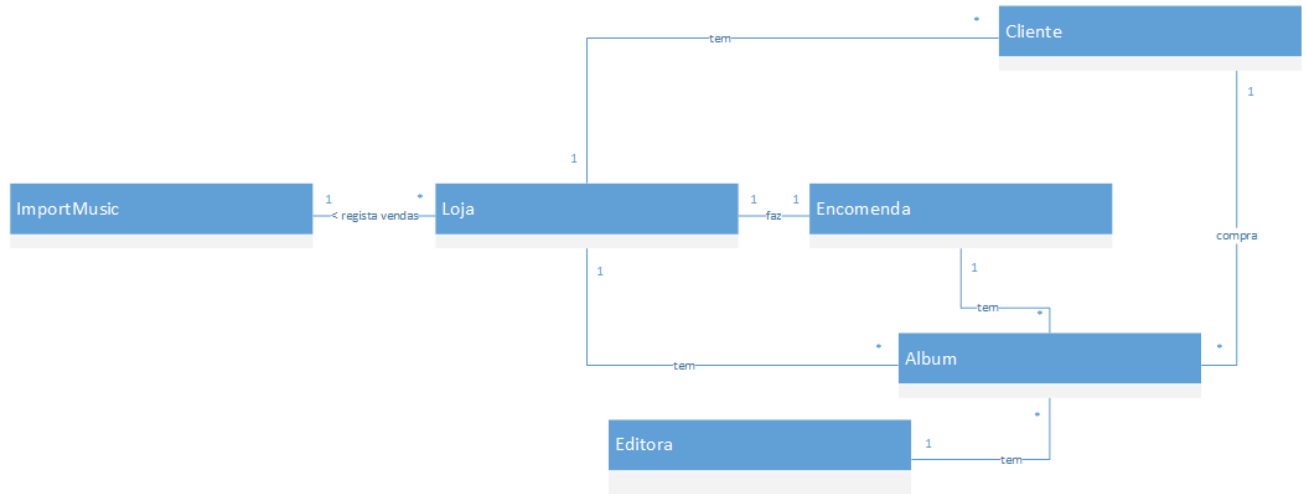 * Cliente
tem
1
1
ImportMusic 1 * Loja 1 1 Encomenda
< regista vendas faz
compra
1 1
tem *
* Album *
tem
*
Editora 1
tem